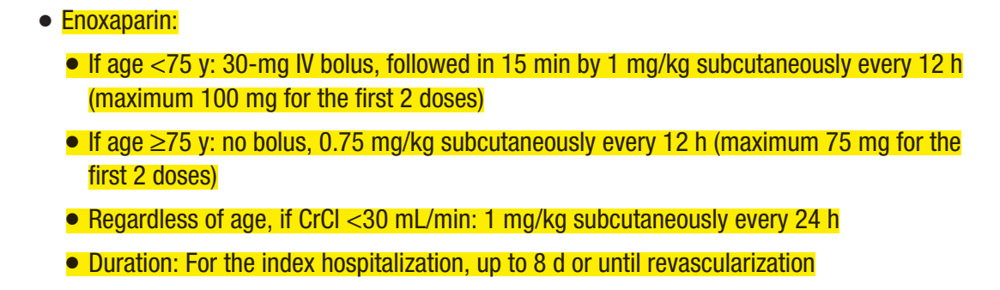 • Enoxaparin:
• If age <75 y: 30-mg IV bolus, followed in 15 min by 1 mg/kg subcutaneously every 12 h
(maximum 100 mg for the first 2 doses)
• If age ≥75 y: no bolus, 0.75 mg/kg subcutaneously every 12 h (maximum 75 mg for the
first 2 doses)
• Regardless of age, if CrCl <30 mL/min: 1 mg/kg subcutaneously every 24 h
• Duration: For the index hospitalization, up to 8 d or until revascularization